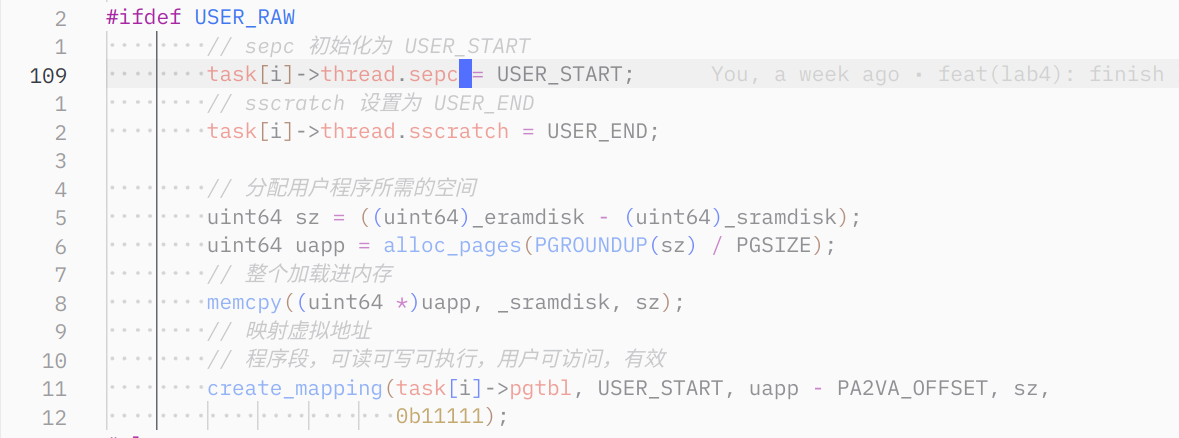 2 #ifdef USER_RAW
1 // sepc 初始化为 USER_START
109 task[i]->thread.sepc = USER_START; You, a week ago • feat(lab4): finish
1 // sscratch 设置为 USER_END
2 task[i]->thread.sscratch = USER_END;
3
4 // 分配用户程序所需的空间
5 uint64 sz = ((uint64)_eramdisk - (uint64)_sramdisk);
6 uint64 uapp = alloc_pages(PGROUNDUP(sz) / PGSIZE);
7 // 整个加载进内存
8 memcpy((uint64 *)uapp, _sramdisk, sz);
9 // 映射虚拟地址
10 // 程序段，可读可写可执行，用户可访问，有效
11 create_mapping(task[i]->pgtbl, USER_START, uapp - PA2VA_OFFSET, sz,
12 0b11111);